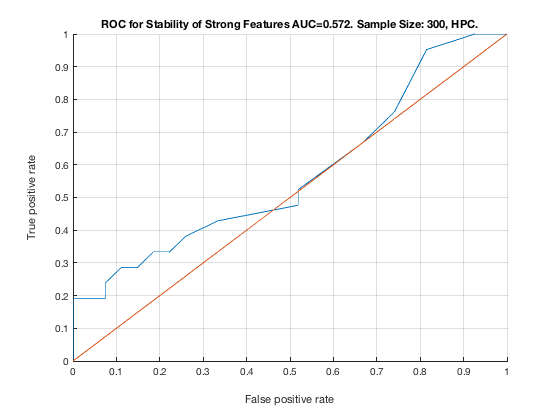 ROC for Stability of Strong Features AUC=0.572. Sample Size: 300, HPC.
1
0.9
0.8
0.7
0.6
0.5
0.4
0.3
0.2
0.1
0
True positive rate
0 0.1 0.2 0.3 0.4 0.5 0.6 0.7 0.8 0.9 1
False positive rate